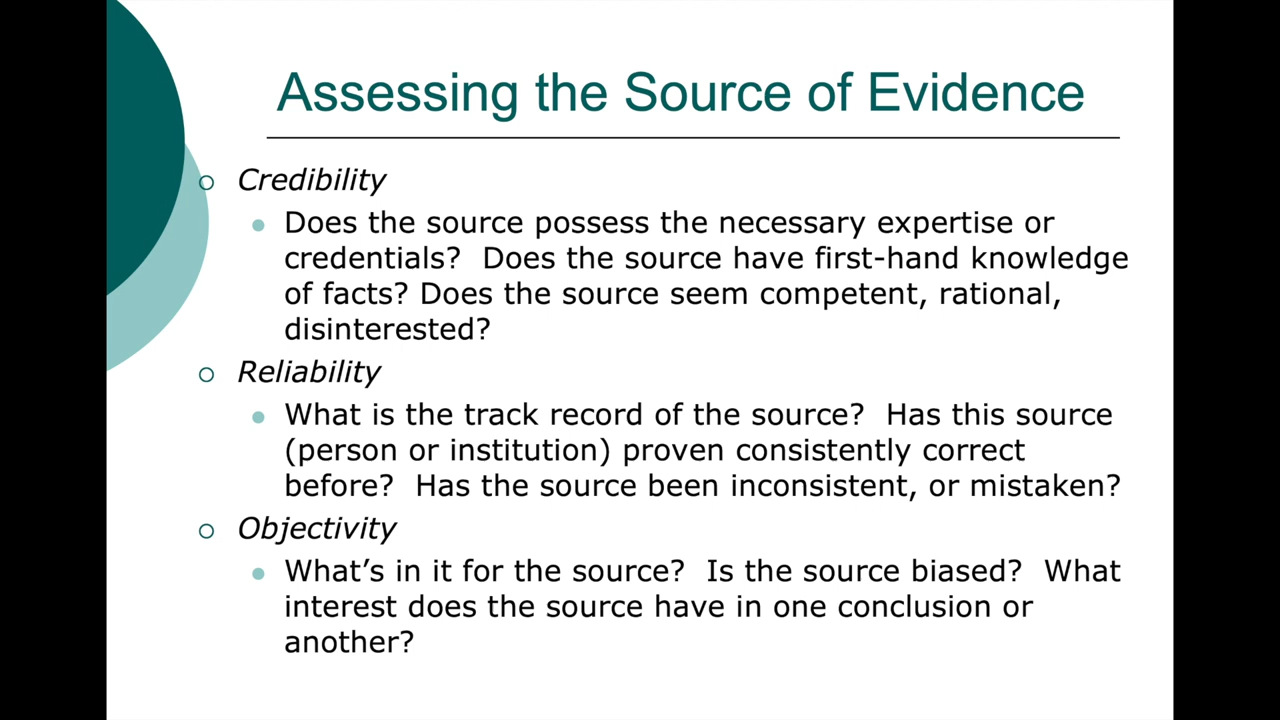 Assessing the Source of Evidence
Credibility
Does the source possess the necessary expertise or
credentials?  Does the source have first-hand knowledge
of facts? Does the source seem competent, rational,
disinterested?
Reliability
What is the track record of the source?  Has this source
(person or institution) proven consistently correct
before?  Has the source been inconsistent, or mistaken?
Objectivity
What’s in it for the source?  Is the source biased?  What
interest does the source have in one conclusion or
another?